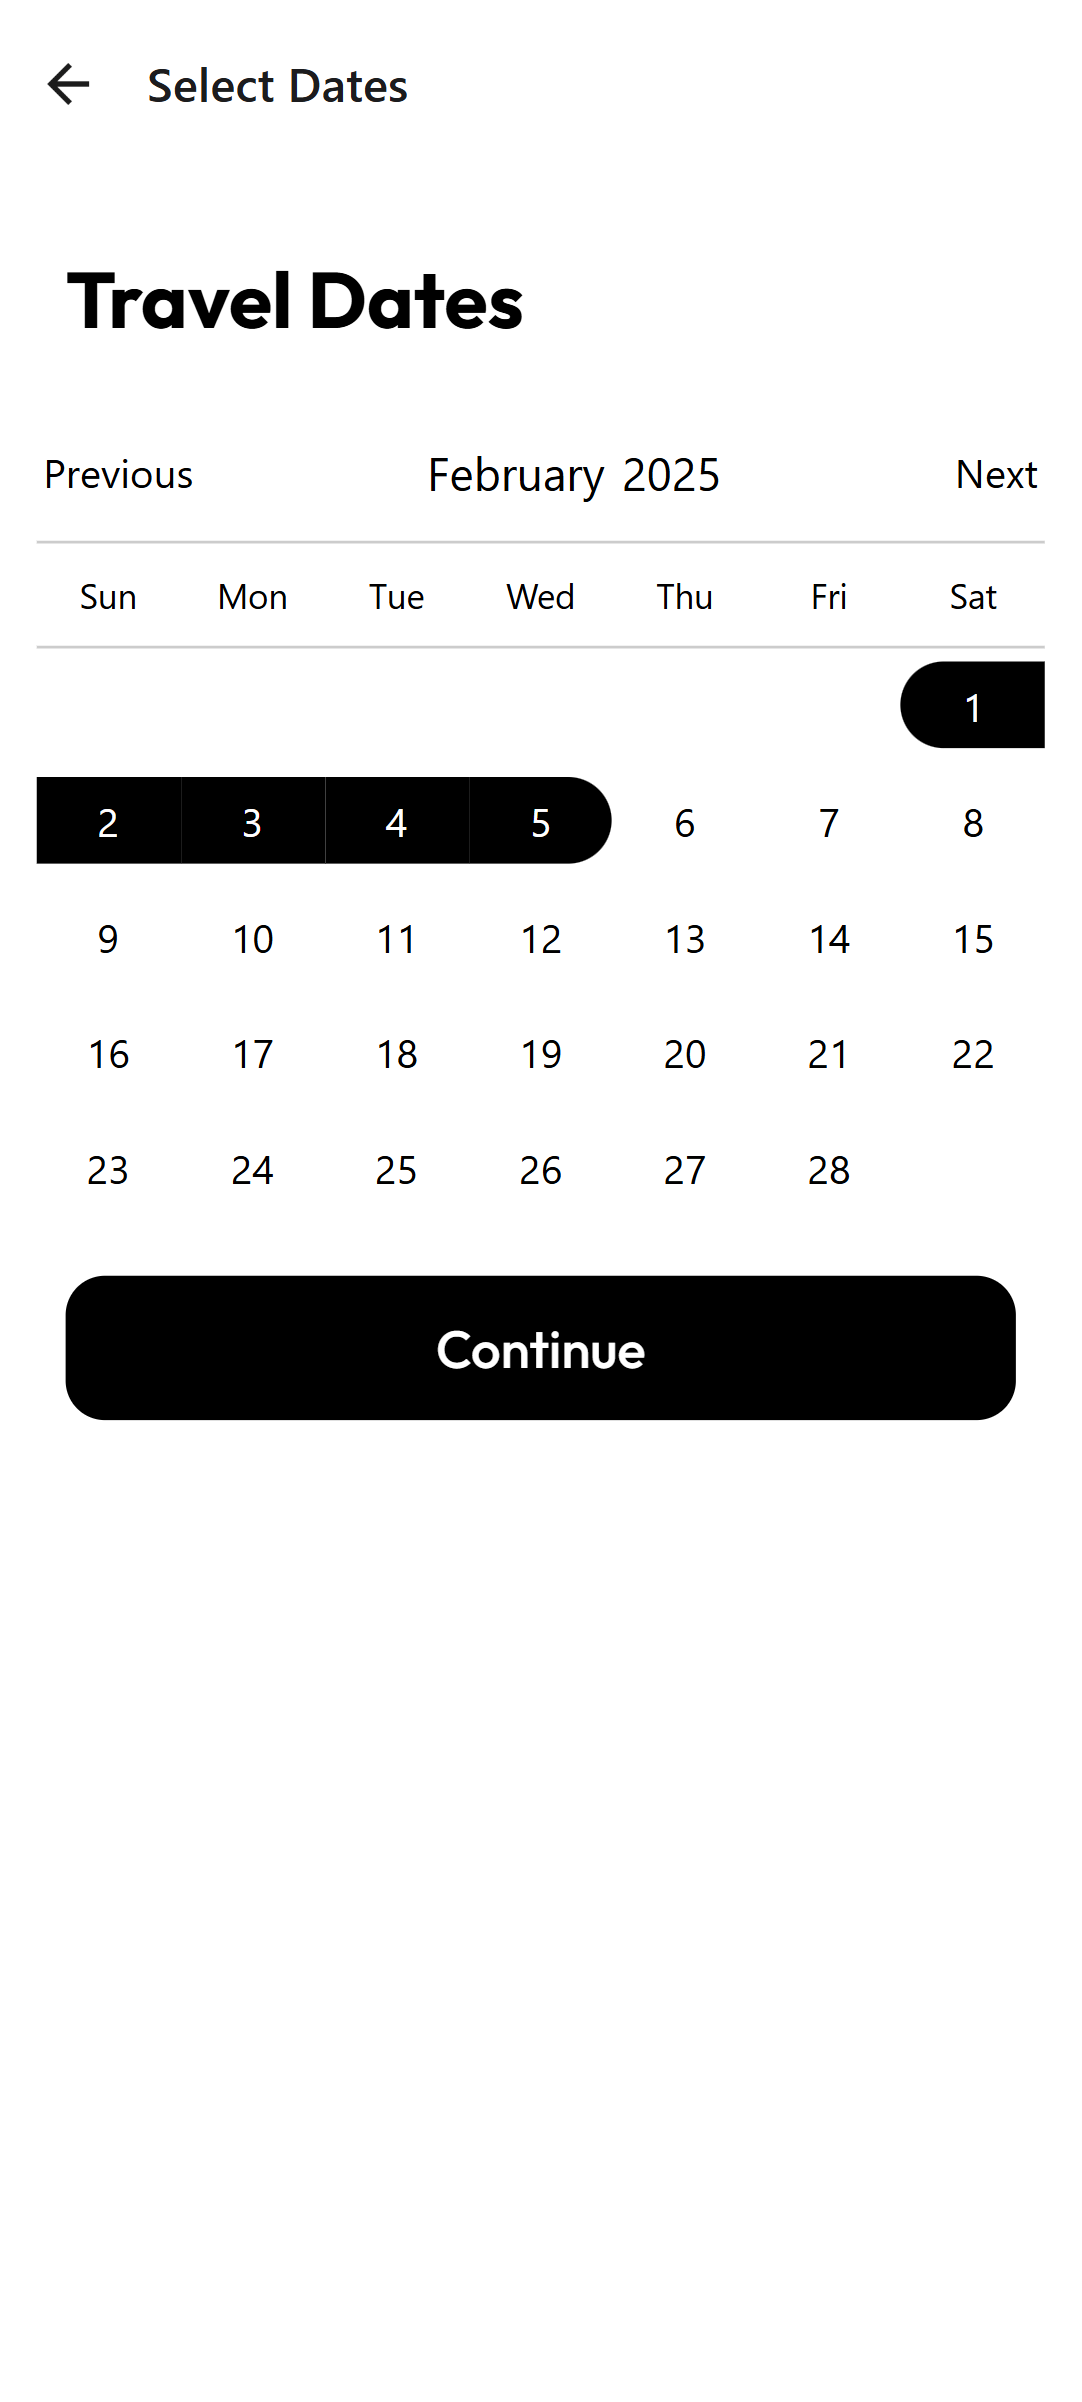 Select Dates
Travel Dates
Previous February 2025 Next
Sun Mon Tue Wed Thu Fri Sat
1
2 3 4 5 6 7 8
9 10 11 12 13 14 15
16 17 18 19 20 21 22
23 24 25 26 27 28
Continue